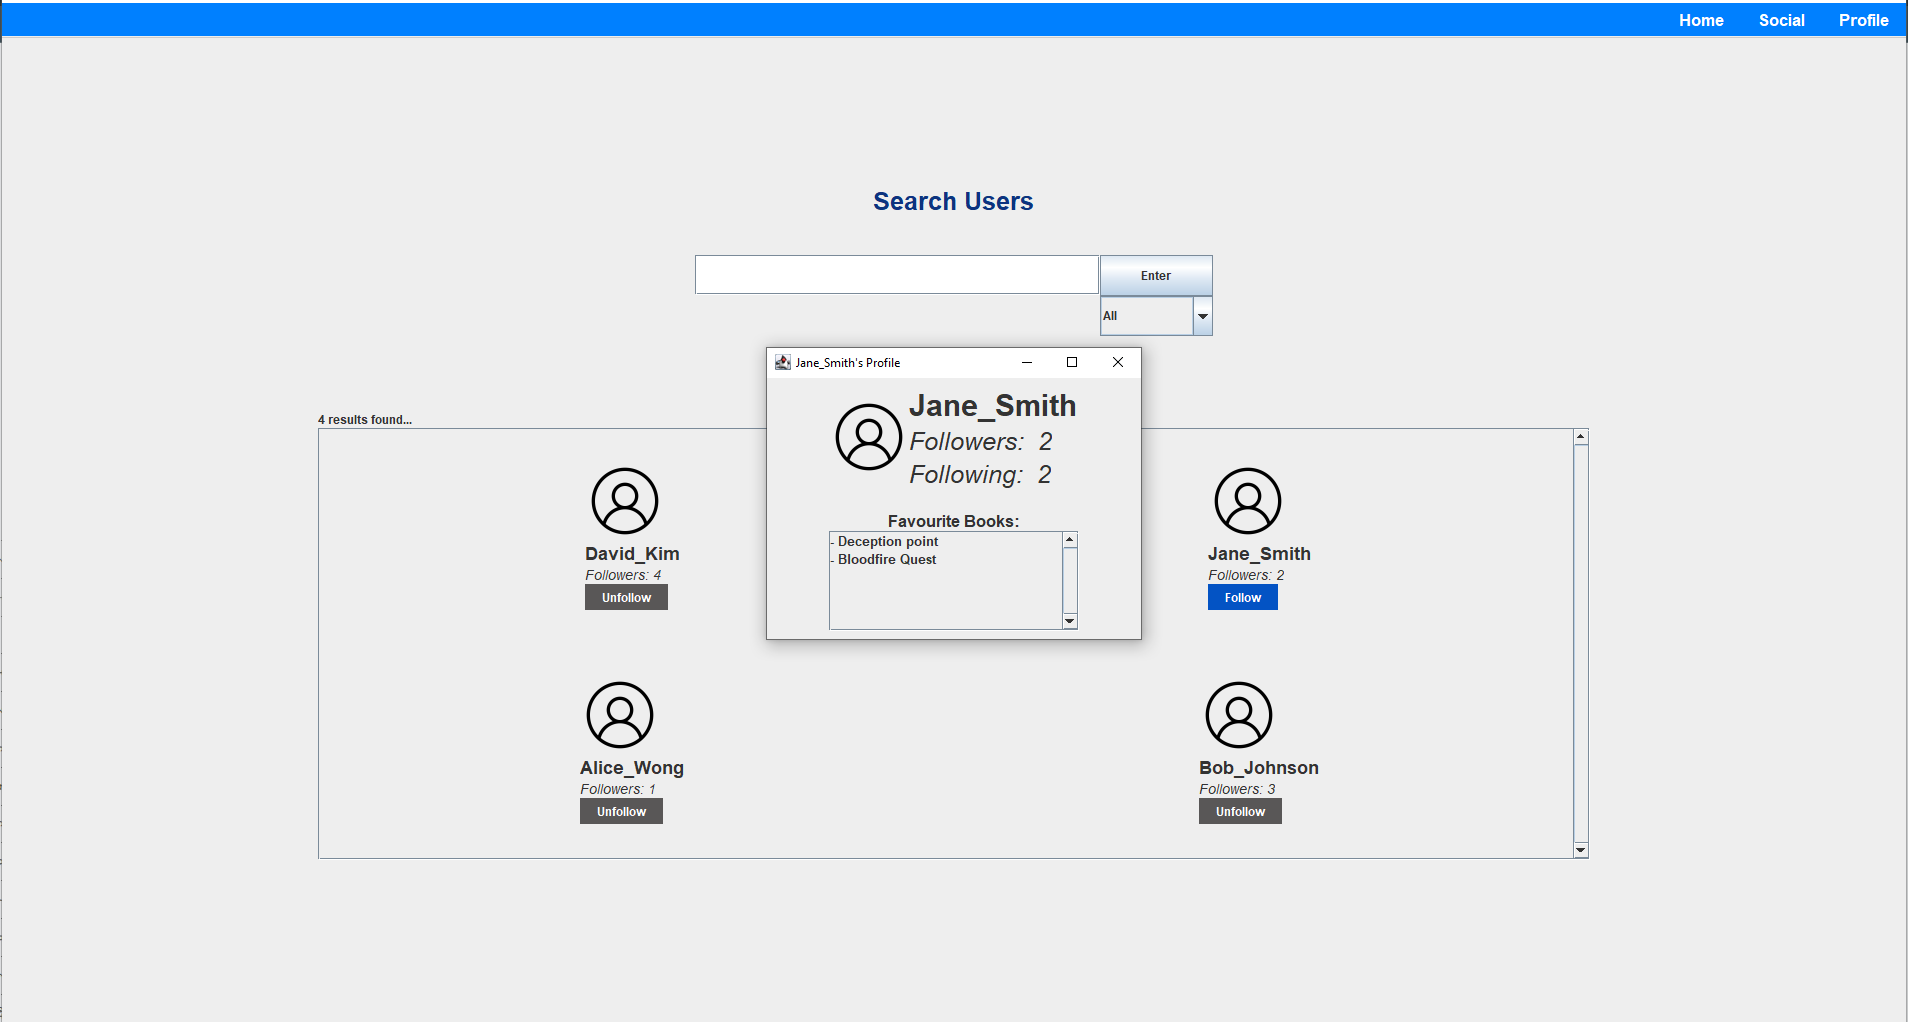 Home Social Profile
Search Users
Enter
All
Jane_Smith's Profile
Jane_Smith
Followers: 2
Following: 2
Favourite Books:
- Deception point
- Bloodfire Quest
4 results found...
David_Kim
Followers: 4
Unfollow
Jane_Smith
Followers: 2
Follow
Alice_Wong
Followers: 1
Unfollow
Bob_Johnson
Followers: 3
Unfollow